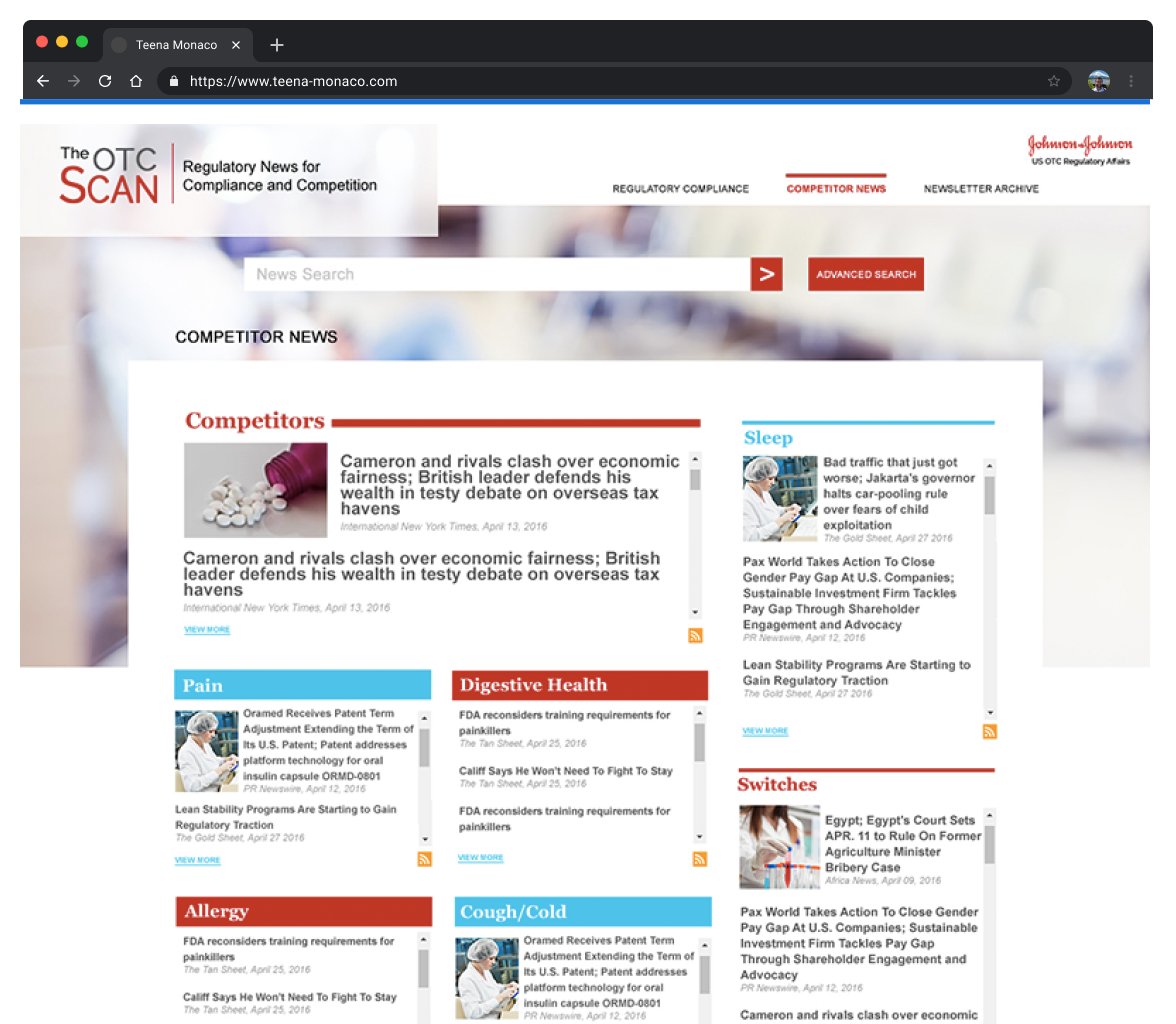 Teena Monaco
https://www.teena-monaco.com
The OTC
SCAN
Regulatory News for
Compliance and Competition
Johnson & Johnson
US OTC Regulatory Affairs
REGULATORY COMPLIANCE
COMPETITOR NEWS
NEWSLETTER ARCHIVE
News Search
>
ADVANCED SEARCH
COMPETITOR NEWS
Competitors
Cameron and rivals clash over economic
fairness; British leader defends his
wealth in testy debate on overseas tax
havens
International New York Times, April 13, 2016
Cameron and rivals clash over economic fairness; British
leader defends his wealth in testy debate on overseas tax
havens
International New York Times, April 13, 2016
VIEW MORE
Sleep
Bad traffic that just got
worse; Jakarta's governor
halts car-pooling rule
over fears of child
exploitation
The Gold Sheet, April 27 2016
Pax World Takes Action To Close
Gender Pay Gap At U.S. Companies;
Sustainable Investment Firm Tackles
Pay Gap Through Shareholder
Engagement and Advocacy
PR Newswire, April 12, 2016
Lean Stability Programs Are Starting to
Gain Regulatory Traction
The Gold Sheet, April 27 2016
VIEW MORE
Pain
Oramed Receives Patent Term
Adjustment Extending the Term of
Its U.S. Patent; Patent addresses
platform technology for oral
insulin capsule ORMD-0801
PR Newswire, April 12, 2016
Lean Stability Programs Are Starting to Gain
Regulatory Traction
The Gold Sheet, April 27 2016
VIEW MORE
Digestive Health
FDA reconsiders training requirements for
painkillers
The Tan Sheet, April 25, 2016
Califf Says He Won't Need To Fight To Stay
The Tan Sheet, April 25, 2016
FDA reconsiders training requirements for
painkillers
VIEW MORE
Switches
Egypt; Egypt's Court Sets
APR. 11 to Rule On Former
Agriculture Minister
Bribery Case
Africa News, April 09, 2016
Pax World Takes Action To Close Gender
Pay Gap At U.S. Companies; Sustainable
Investment Firm Tackles Pay Gap
Through Shareholder Engagement and
Advocacy
PR Newswire, April 12, 2016
Cameron and rivals clash over economic
Allergy
FDA reconsiders training requirements for
painkillers
The Tan Sheet, April 25, 2016
Califf Says He Won't Need To Fight To Stay
The Tan Sheet, April 25, 2016
Cough/Cold
Oramed Receives Patent Term
Adjustment Extending the Term of
Its U.S. Patent; Patent addresses
platform technology for oral
insulin capsule ORMD-0801
PR Newswire, April 12, 2016